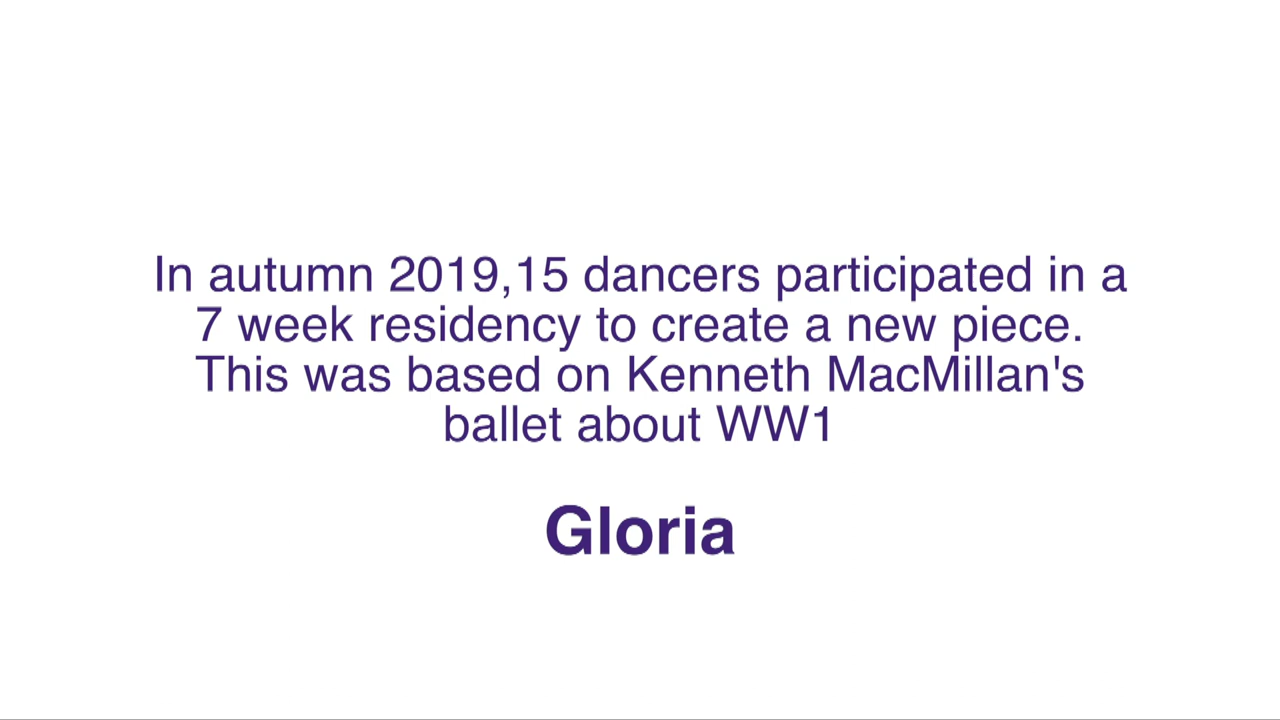 In autumn 2019,15 dancers participated in a
7 week residency to create a new piece.
This was based on Kenneth MacMillan's
ballet about WW1
Gloria